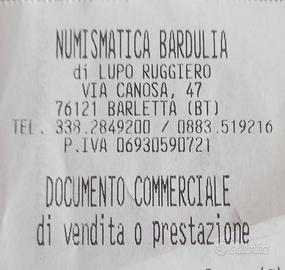 NUMISMATICA BARDULIA
di LUPO RUGGIERO
VIA CANOSA, 47
76121 BARLETTA (BT)
TEL. 338.2849200 / 0883.519216
P.IVA 06930590721
DOCUMENTO COMMERCIALE
di vendita o prestazione